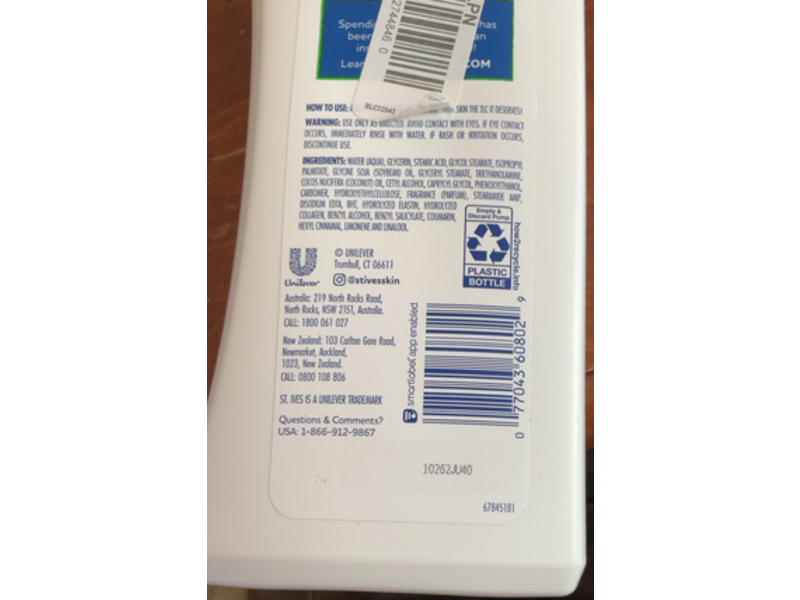 Spendi has
been an
ins !
Lear .COM
LPN
2744846 0
BLC22943
HOW TO USE: SKIN THE TLC IT DESERVES!
WARNING: USE ONLY AS DIRECTED. AVOID CONTACT WITH EYES. IF EYE CONTACT
OCCURS, IMMEDIATELY RINSE WITH WATER. IF RASH OR IRRITATION OCCURS,
DISCONTINUE USE.
INGREDIENTS: WATER (AQUA), GLYCERIN, STEARIC ACID, GLYCOL STEARATE, ISOPROPYL
PALMITATE, GLYCINE SOJA (SOYBEAN) OIL, GLYCERYL STEARATE, TRIETHANOLAMINE,
COCOS NUCIFERA (COCONUT) OIL, CETYL ALCOHOL, CAPRYLYL GLYCOL, PHENOXYETHANOL,
CARBOMER, HYDROXYETHYLCELLULOSE, FRAGRANCE (PARFUM), STEARAMIDE AMP,
DISODIUM EDTA, BHT, HYDROLYZED ELASTIN, HYDROLYZED
COLLAGEN, BENZYL ALCOHOL, BENZYL SALICYLATE, COUMARIN,
HEXYL CINNAMAL, LIMONENE AND LINALOOL.
Empty &
Discard Pump
PLASTIC
BOTTLE
how2recycle.info
Unilever
© UNILEVER
Trumbull, CT 06611
@stivesskin
Australia: 219 North Rocks Road,
North Rocks, NSW 2151, Australia.
CALL: 1800 061 027
New Zealand: 103 Carlton Gore Road,
Newmarket, Auckland,
1023, New Zealand.
CALL: 0800 108 806
ST. IVES IS A UNILEVER TRADEMARK
Questions & Comments?
USA: 1-866-912-9867
smartlabel app enabled
0 77043 60802 9
10262JU40
67845181